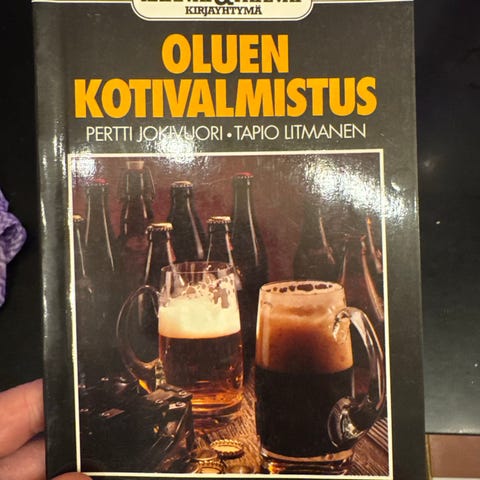 KIRJAYHTYMÄ
OLUEN
KOTIVALMISTUS
PERTTI JOKIVUORI • TAPIO LITMANEN